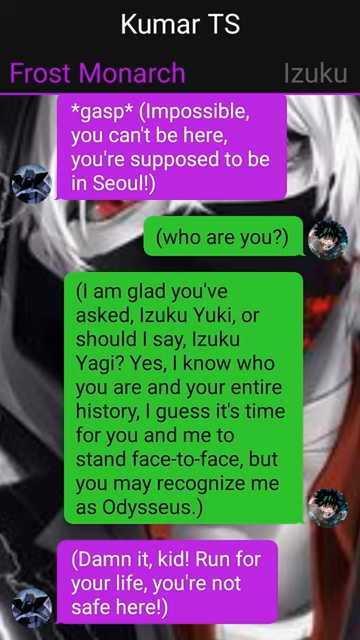 Kumar TS
Frost Monarch
Izuku
*gasp* (Impossible,
you can't be here,
you're supposed to be
in Seoul!)
(who are you?)
(I am glad you've
asked, Izuku Yuki, or
should I say, Izuku
Yagi? Yes, I know who
you are and your entire
history, I guess it's time
for you and me to
stand face-to-face, but
you may recognize me
as Odysseus.)
(Damn it, kid! Run for
your life, you're not
safe here!)